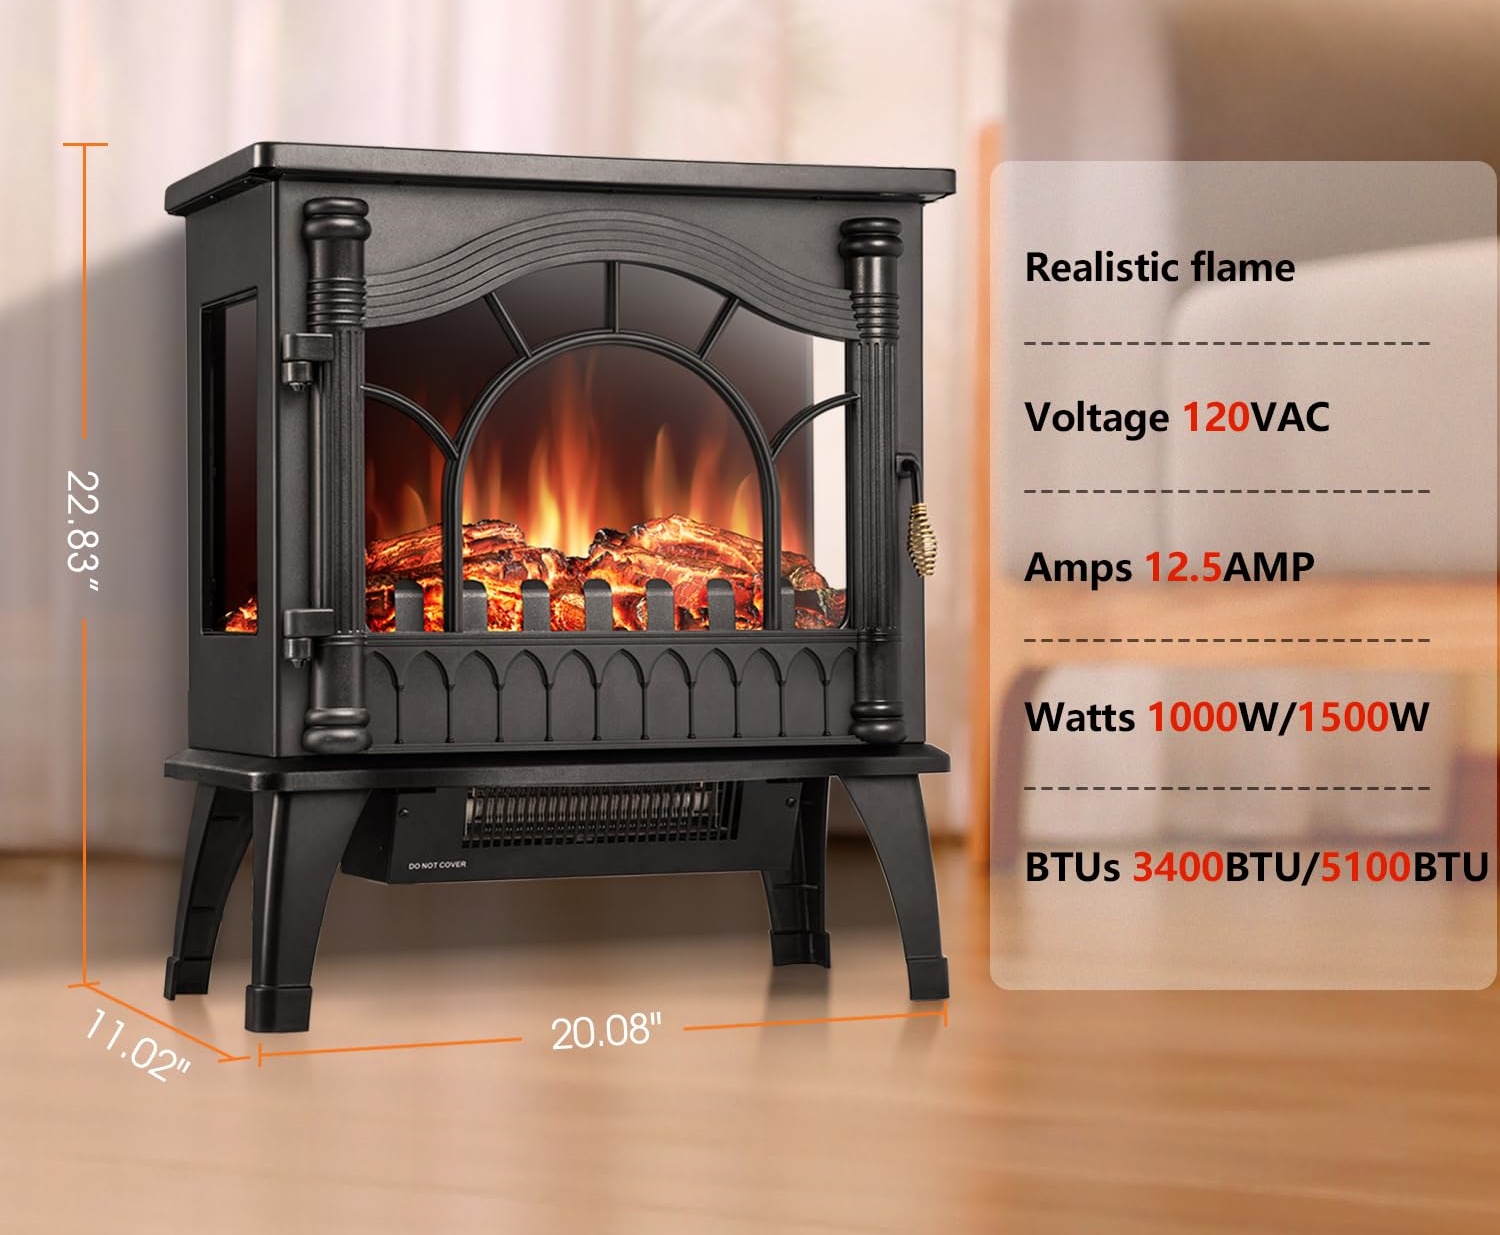 Realistic flame
Voltage 120VAC
Amps 12.5AMP
Watts 1000W/1500W
BTUs 3400BTU/5100BTU
22.83"
DO NOT COVER
11.02"
20.08"